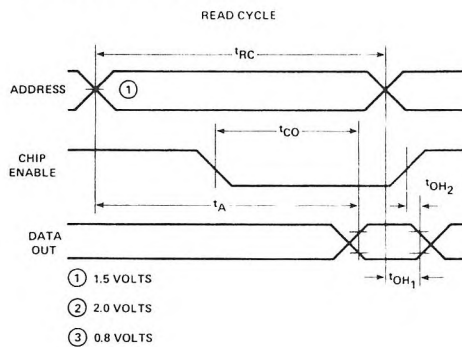 READ CYCLE
tRC
ADDRESS
1
tCO
CHIP
ENABLE
tOH2
tA
DATA
OUT
tOH1
1 1.5 VOLTS
2 2.0 VOLTS
3 0.8 VOLTS